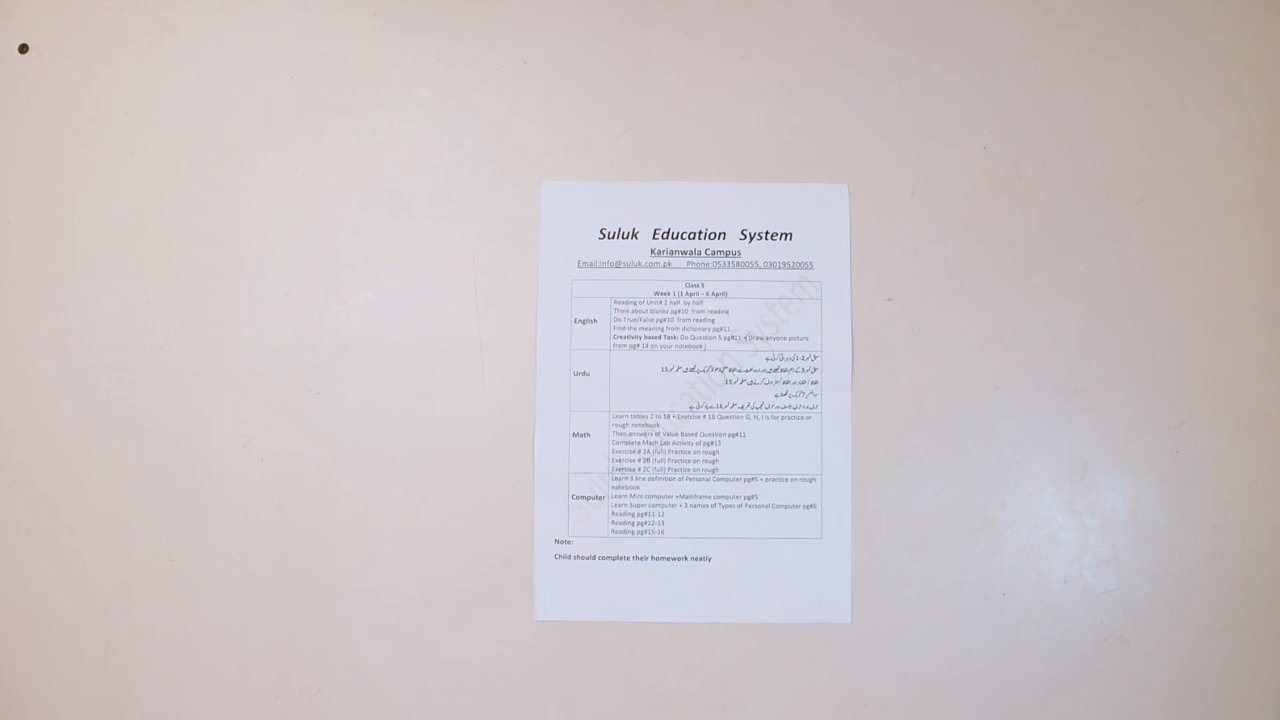 Suluk Education System
Karianwala Campus
Email:info@suluk.com.pk Phone:0533580055, 03019520055
Class 5
Week 1 (1 April – 6 April)
English
Reading of Unit# 2 half by half
Think about blanks pg#10 from reading
Do True/False pg#10 from reading
Find the meaning from dictionary pg#11
Creativity based Task: Do Question 5 pg#11 + Draw anyone picture
from pg# 14 on your notebook )
Urdu
Math
Learn tables 2 to 18 + Exercise # 1B Question G, H, I is for practice or
rough notebook
Then answers of Value Based Question pg#11
Complete Math Lab Activity of pg#13
Exercise # 2A (full) Practice on rough
Exercise # 2B (full) Practice on rough
Exercise # 2C (full) Practice on rough
Computer
Learn 3 line definition of Personal Computer pg#5 + practice on rough
notebook
Learn Mini computer +Mainframe computer pg#5
Learn Super computer + 3 names of Types of Personal Computer pg#6
Reading pg#11-12
Reading pg#12-13
Reading pg#15-16
Note:
Child should complete their homework neatly